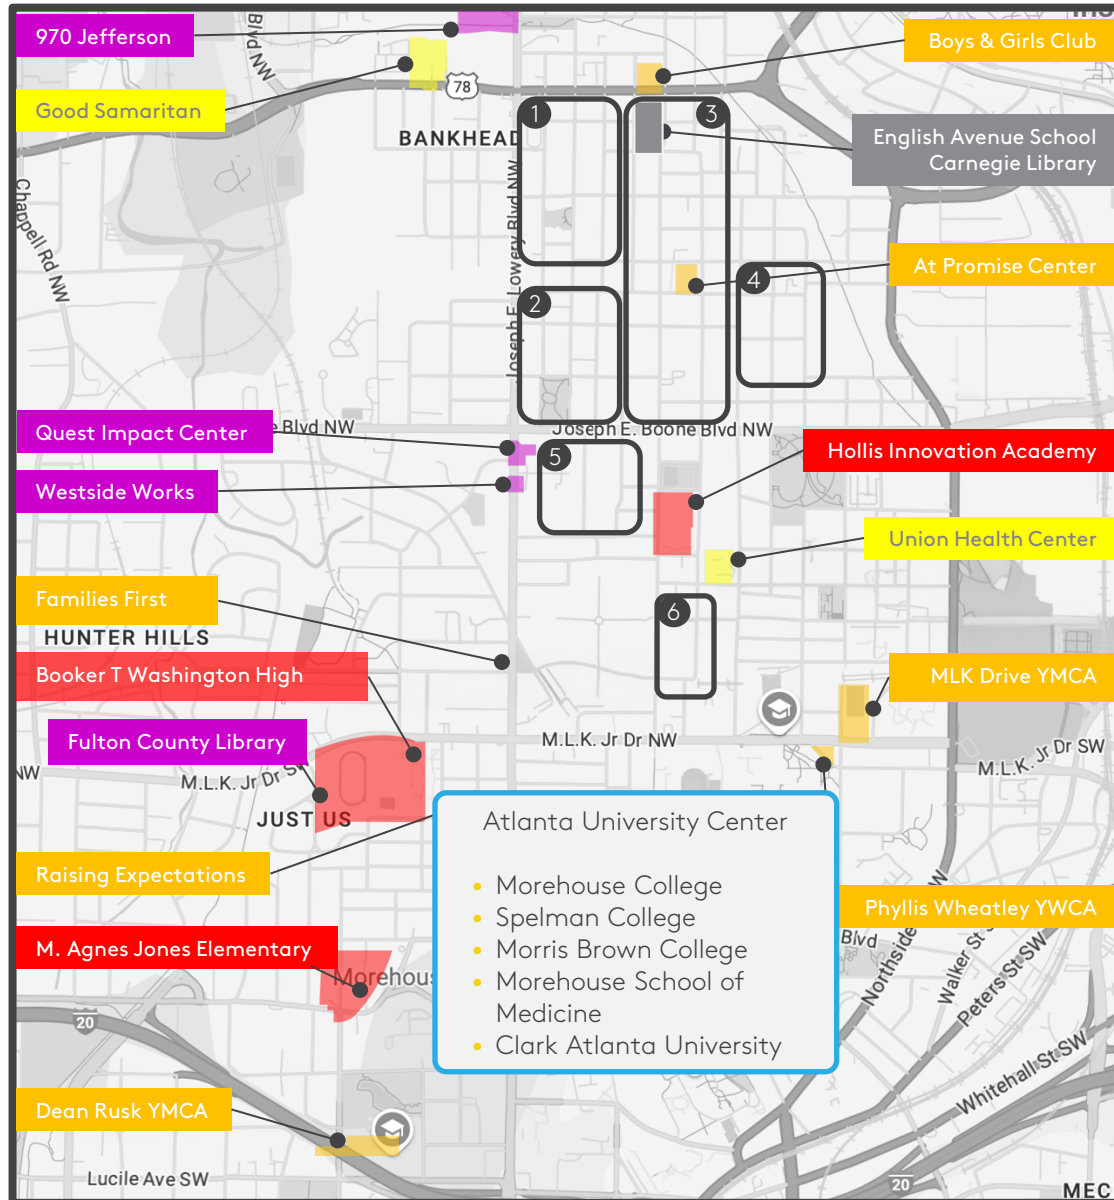 970 Jefferson
Blvd NW
Boys & Girls Club
Good Samaritan
78
BANKHEAD
1
3
English Avenue School
Carnegie Library
Chappell Rd NW
Joseph E. Lowery Blvd NW
At Promise Center
2
4
Quest Impact Center
e Blvd NW
Joseph E. Boone Blvd NW
Hollis Innovation Academy
5
Westside Works
Union Health Center
Families First
6
HUNTER HILLS
Booker T Washington High
MLK Drive YMCA
Fulton County Library
M.L.K. Jr Dr NW
NW
M.L.K. Jr Dr S
M.L.K. Jr Dr SW
JUST US
Atlanta University Center
Raising Expectations
• Morehouse College
• Spelman College
• Morris Brown College
• Morehouse School of
Medicine
• Clark Atlanta University
Phyllis Wheatley YWCA
M. Agnes Jones Elementary
Blvd
Northside
W
Walker St S
Peters St SW
Morehous
20
Whitehall St SW
Dean Rusk YMCA
Lucile Ave SW
20
MEC